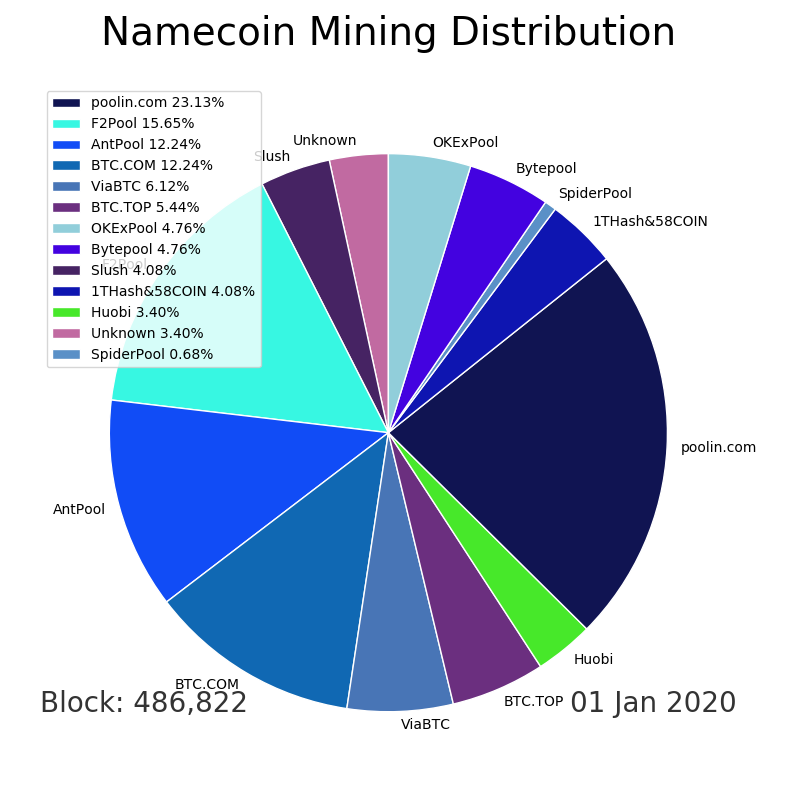 Namecoin Mining Distribution
poolin.com 23.13%
F2Pool 15.65%
AntPool 12.24%
BTC.COM 12.24%
ViaBTC 6.12%
BTC.TOP 5.44%
OKExPool 4.76%
Bytepool 4.76%
Slush 4.08%
1THash&58COIN 4.08%
Huobi 3.40%
Unknown 3.40%
SpiderPool 0.68%
Unknown
OKExPool
Slush
Bytepool
SpiderPool
1THash&58COIN
F2Pool
poolin.com
AntPool
Huobi
BTC.COM
BTC.TOP
ViaBTC
Block: 486,822
01 Jan 2020